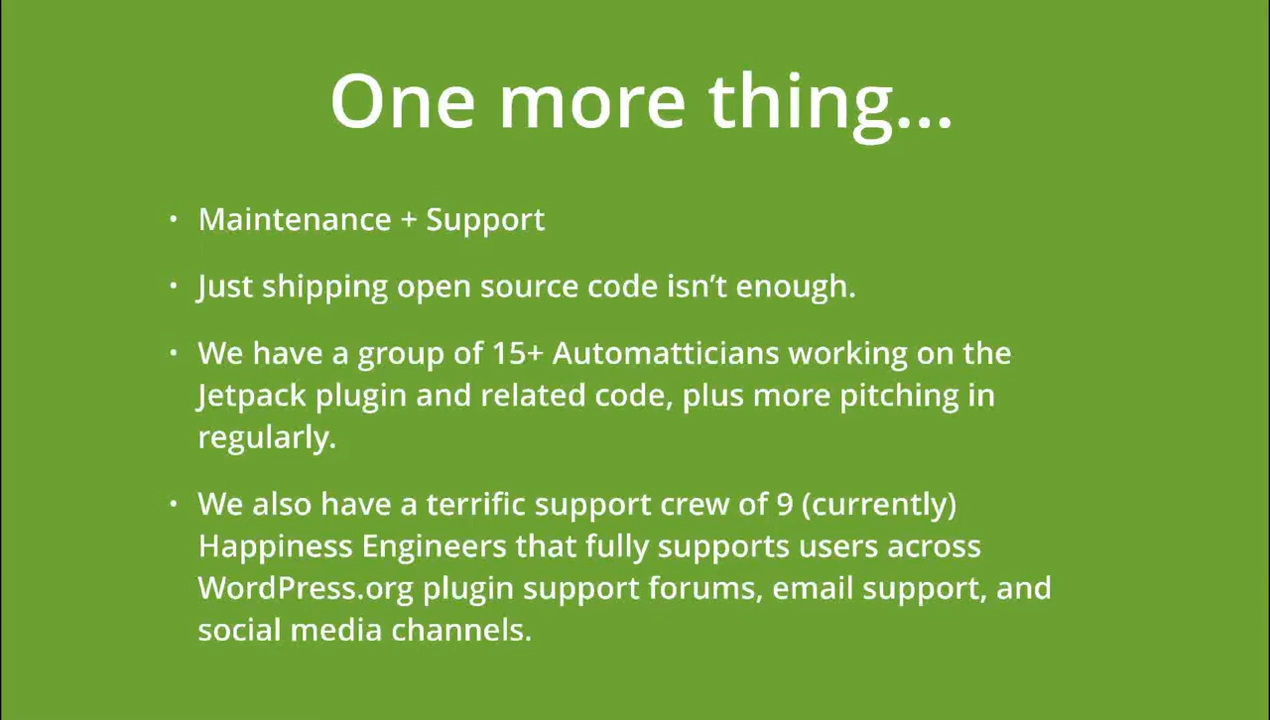 One more thing...
• Maintenance + Support
• Just shipping open source code isn’t enough.
• We have a group of 15+ Automatticians working on the
Jetpack plugin and related code, plus more pitching in
regularly.
• We also have a terrific support crew of 9 (currently)
Happiness Engineers that fully supports users across
WordPress.org plugin support forums, email support, and
social media channels.